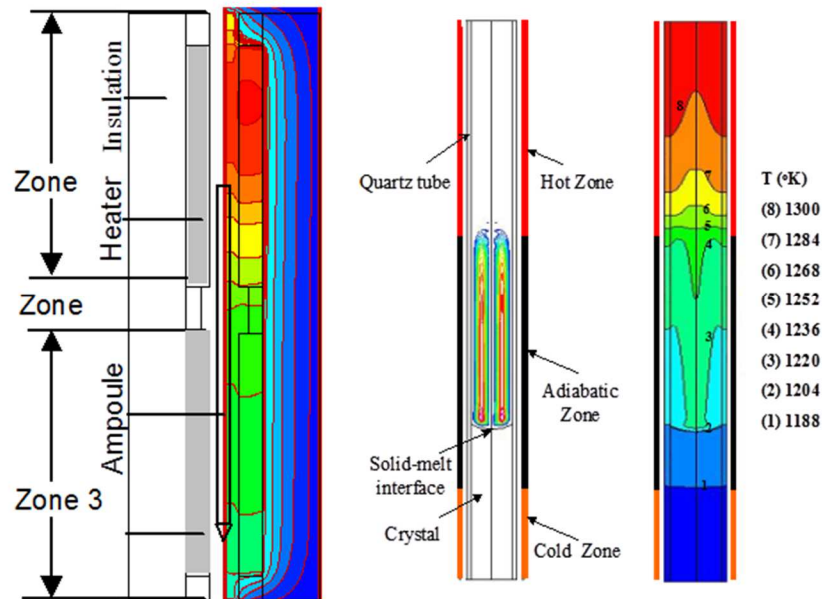 Zone
Insulation
Heater
Zone
Ampoule
Zone 3
Quartz tube
Hot Zone
Adiabatic
Zone
Solid-melt
interface
Crystal
Cold Zone
8
7
6
5
4
3
2
1
T (°K)
(8) 1300
(7) 1284
(6) 1268
(5) 1252
(4) 1236
(3) 1220
(2) 1204
(1) 1188